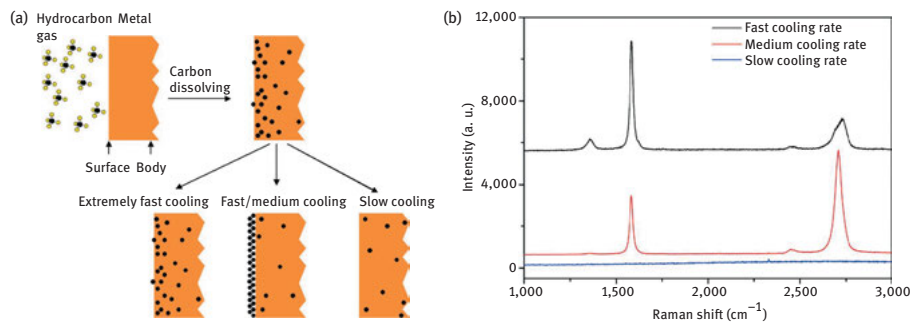 (a)
Hydrocarbon Metal
gas
Carbon
dissolving
Surface Body
Extremely fast cooling
Fast/medium cooling
Slow cooling
(b)
12,000
8,000
4,000
0
Intensity (a. u.)
Fast cooling rate
Medium cooling rate
Slow cooling rate
1,000
1,500
2,000
2,500
3,000
Raman shift (cm⁻¹)